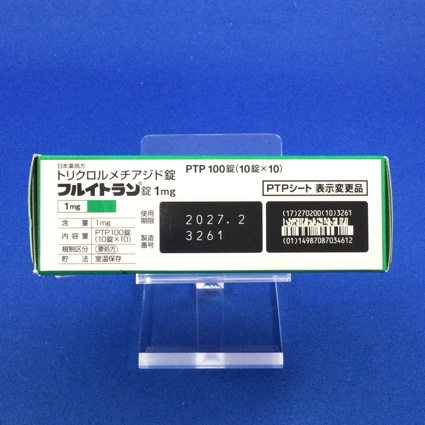 日本薬局方
トリクロルメチアジド錠
フルイトラン®錠 1mg
PTP 100錠(10錠×10)
PTPシート 表示変更品
1mg
含量 1mg
内容量 PTP100錠
(10錠×10)
規制区分 要処方
貯法 室温保存
使用
期限
2027.2
製造
番号
3261
(17)270200(10)3261
(01)14987087034612